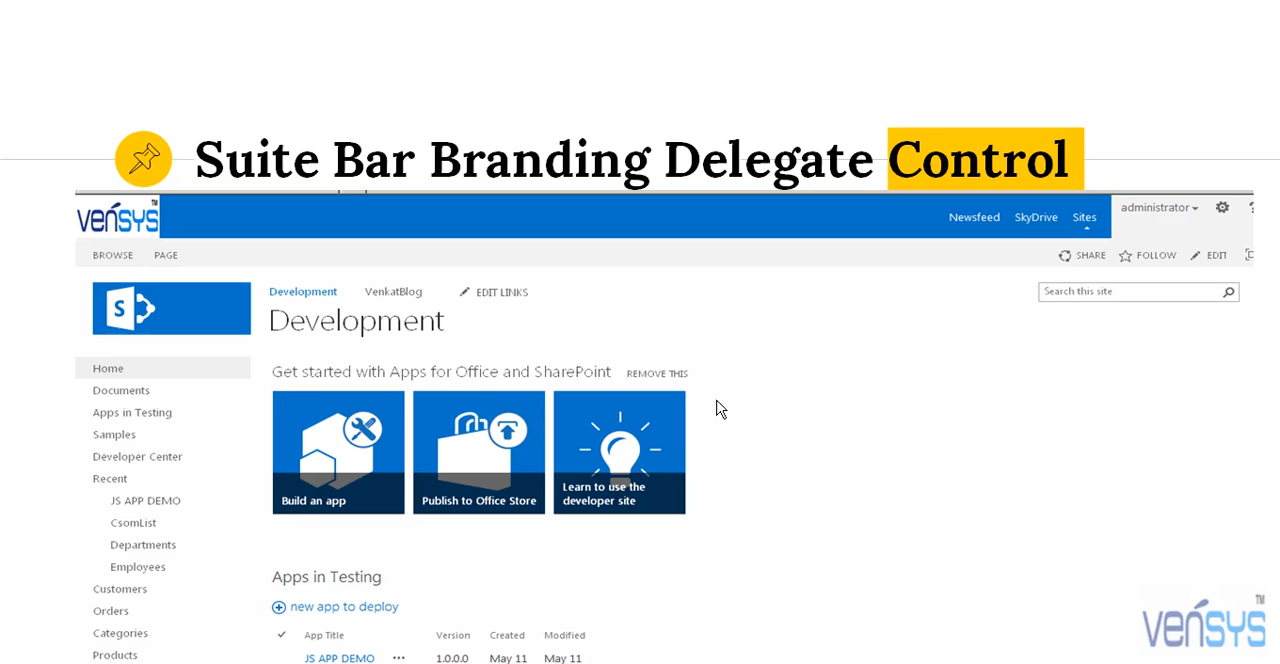 Suite Bar Branding Delegate Control
vensys TM
Newsfeed SkyDrive Sites administrator ?
BROWSE PAGE SHARE FOLLOW EDIT
S
Development VenkatBlog EDIT LINKS Search this site
Development
Home
Get started with Apps for Office and SharePoint REMOVE THIS
Documents
Apps in Testing
Samples
Developer Center
Recent
JS APP DEMO
CsomList
Departments
Employees
Customers
Orders
Categories
Products
Build an app
Publish to Office Store
Learn to use the
developer site
Apps in Testing
new app to deploy
App Title Version Created Modified
JS APP DEMO ... 1.0.0.0 May 11 May 11
vensys TM